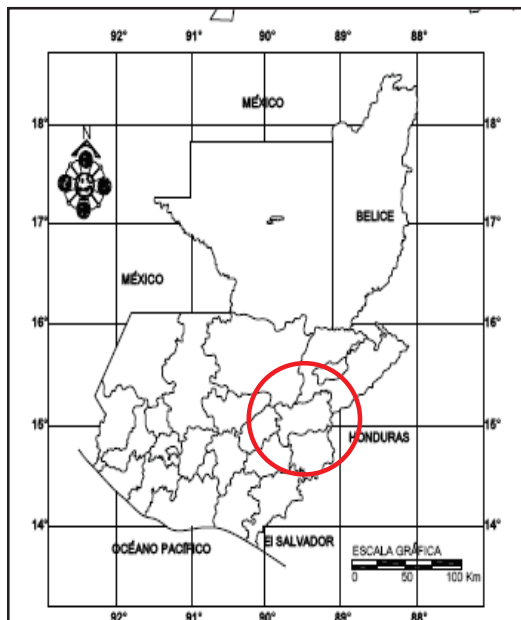 92° 91° 90° 89° 88°
MÉXICO
18° 18°
N
17° 17°
BELICE
MÉXICO
16° 16°
15° 15°
HONDURAS
14° 14°
OCÉANO PACÍFICO
El SALVADOR
ESCALA GRÁFICA
0 50 100 Km
92° 91° 90° 89° 88°